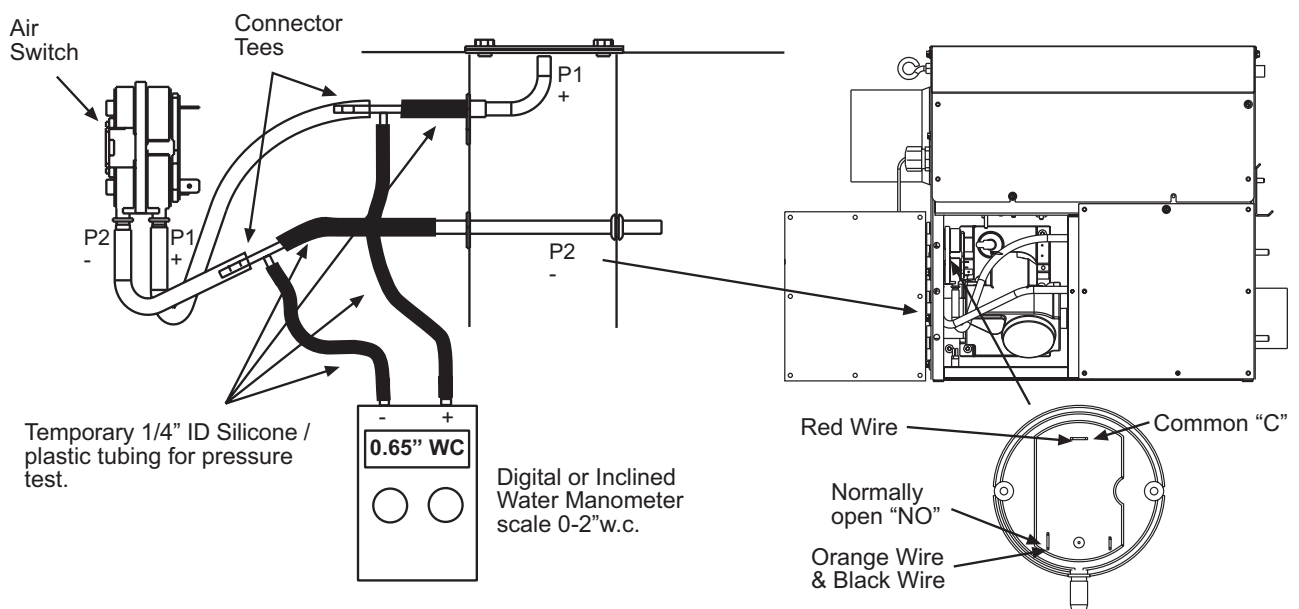 Air
Switch
Connector
Tees
P1
+
P2
-
P1
+
P2
-
- +
0.65” WC
Temporary 1/4” ID Silicone /
plastic tubing for pressure
test.
Digital or Inclined
Water Manometer
scale 0-2”w.c.
Red Wire
Common “C”
Normally
open “NO”
Orange Wire
& Black Wire